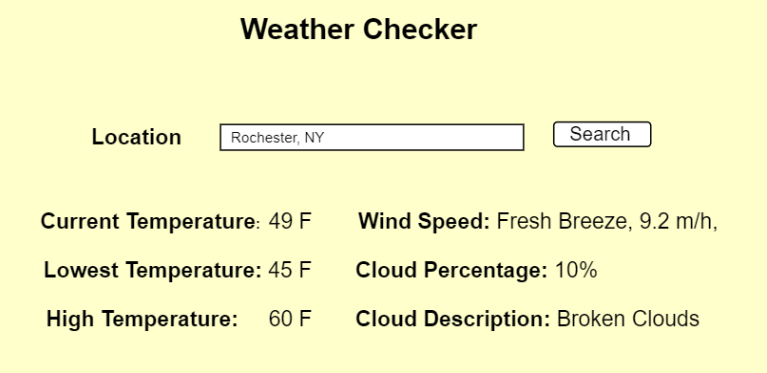 Weather Checker
Location Rochester, NY Search
Current Temperature: 49 F Wind Speed: Fresh Breeze, 9.2 m/h,
Lowest Temperature: 45 F Cloud Percentage: 10%
High Temperature: 60 F Cloud Description: Broken Clouds